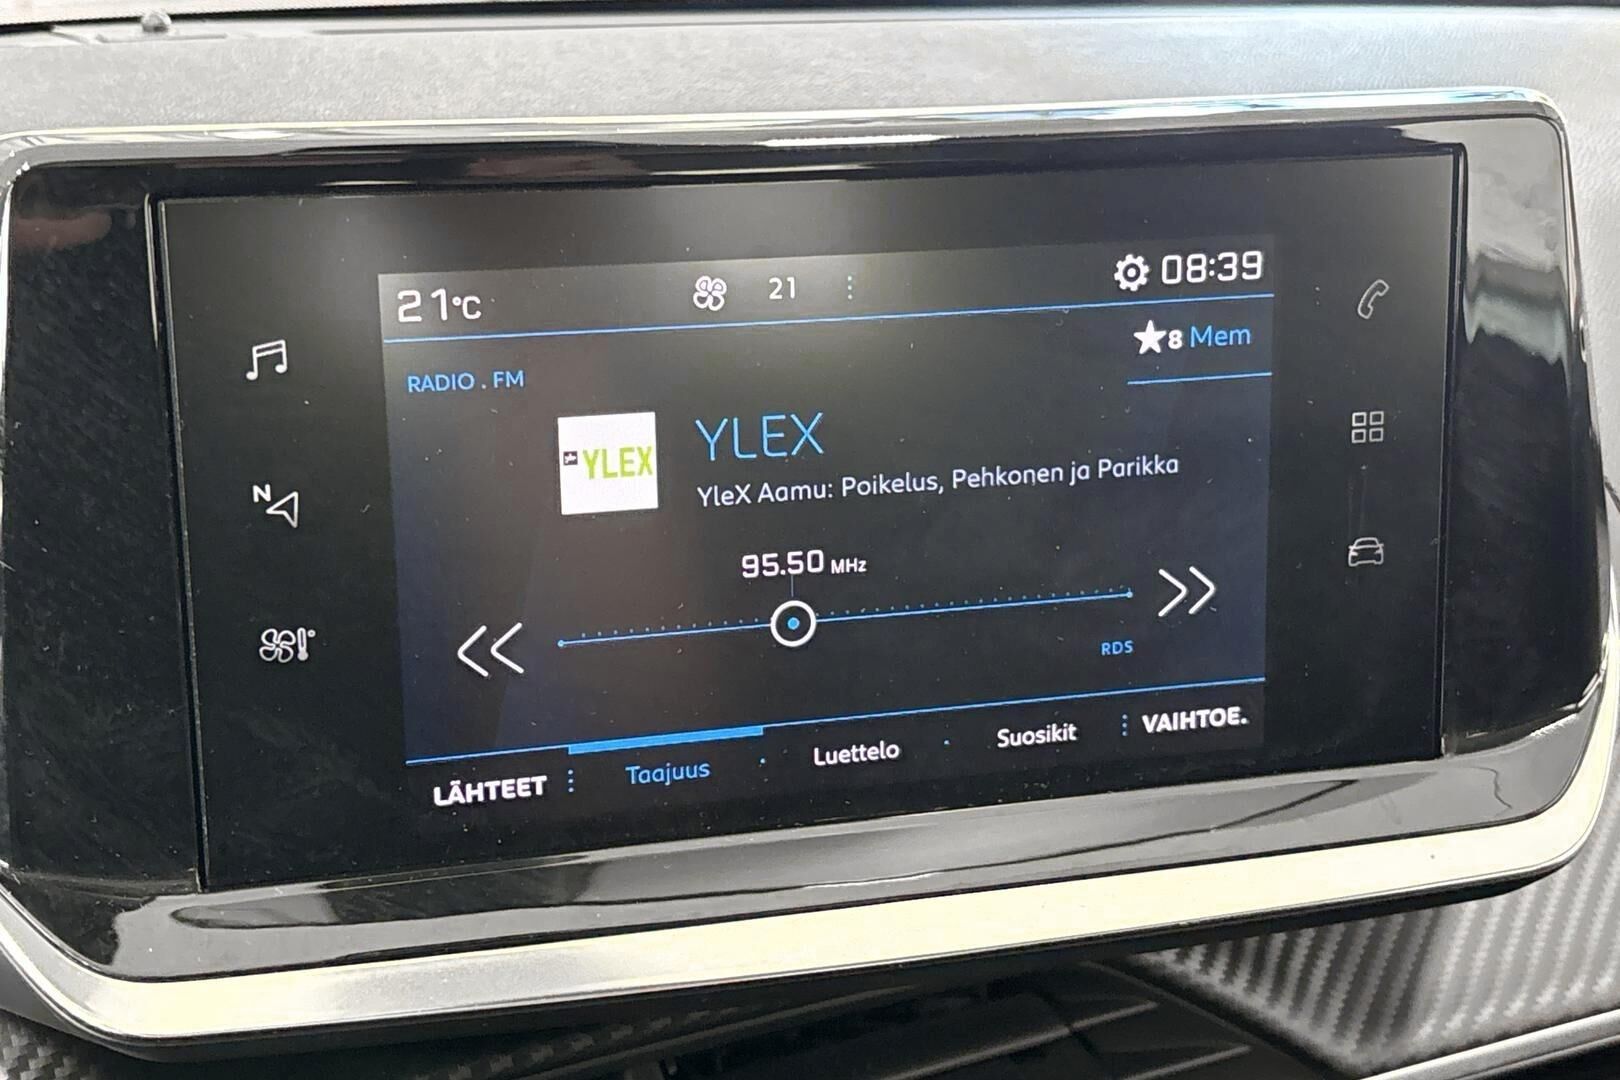 21°C 21 08:39
8 Mem
RADIO . FM
YLEX
YLEX
YleX Aamu: Poikelus, Pehkonen ja Parikka
N
95.50 MHz
RDS
LÄHTEET Taajuus Luettelo Suosikit VAIHTOE.